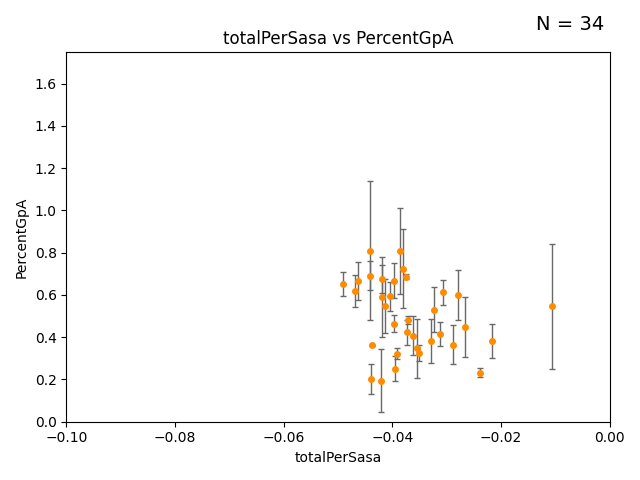 N = 34
totalPerSasa vs PercentGpA
PercentGpA
1.6
1.4
1.2
1.0
0.8
0.6
0.4
0.2
0.0
−0.10 −0.08 −0.06 −0.04 −0.02 0.00
totalPerSasa